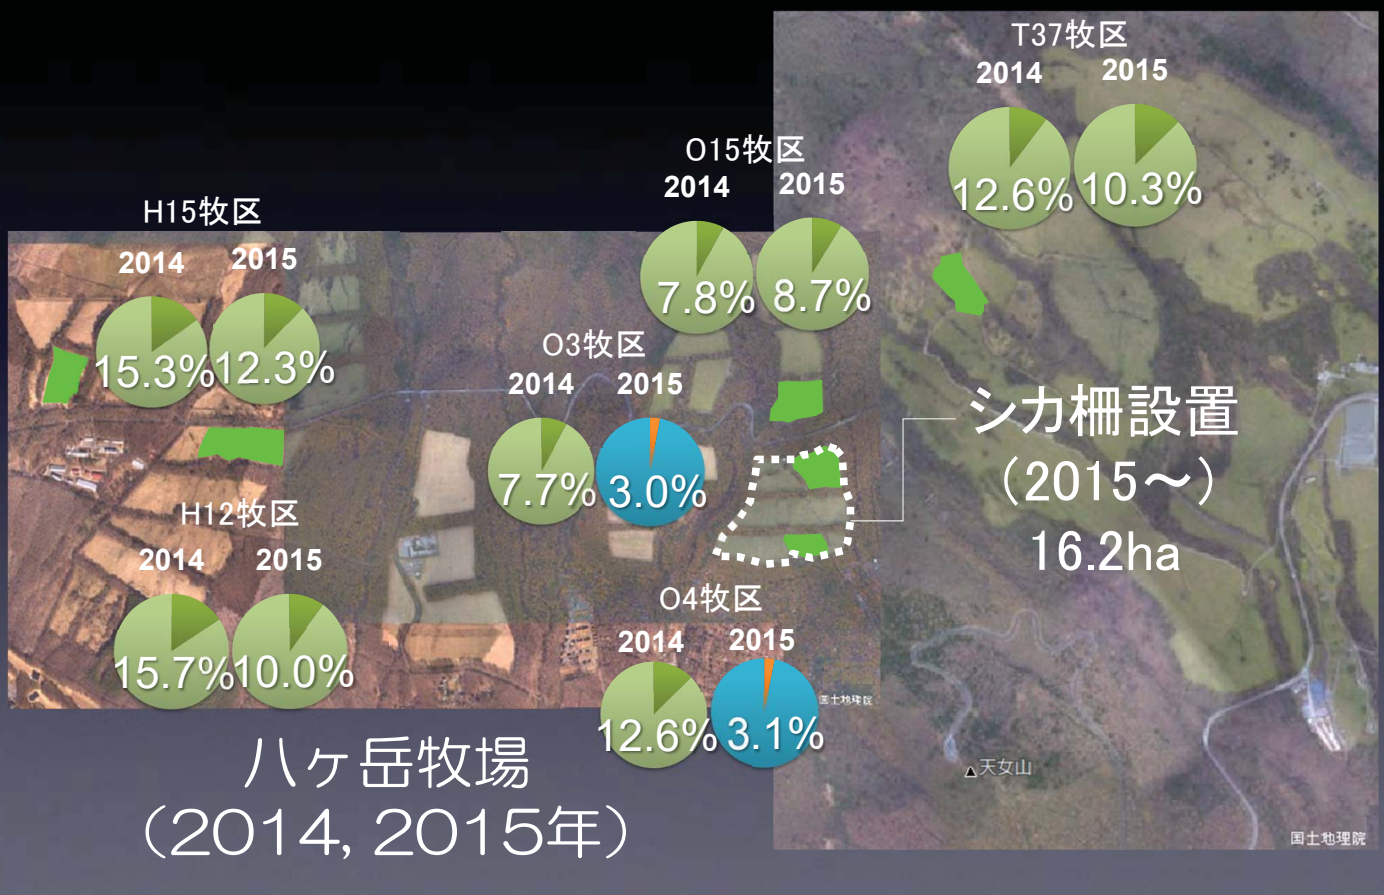 T37牧区
2014 2015
12.6% 10.3%
O15牧区
2014 2015
7.8% 8.7%
H15牧区
2014 2015
15.3% 12.3%
O3牧区
2014 2015
7.7% 3.0%
シカ柵設置
（2015～）
16.2ha
H12牧区
2014 2015
15.7% 10.0%
O4牧区
2014 2015
12.6% 3.1%
国土地理院
八ヶ岳牧場
（2014, 2015年）
▲天女山
国土地理院